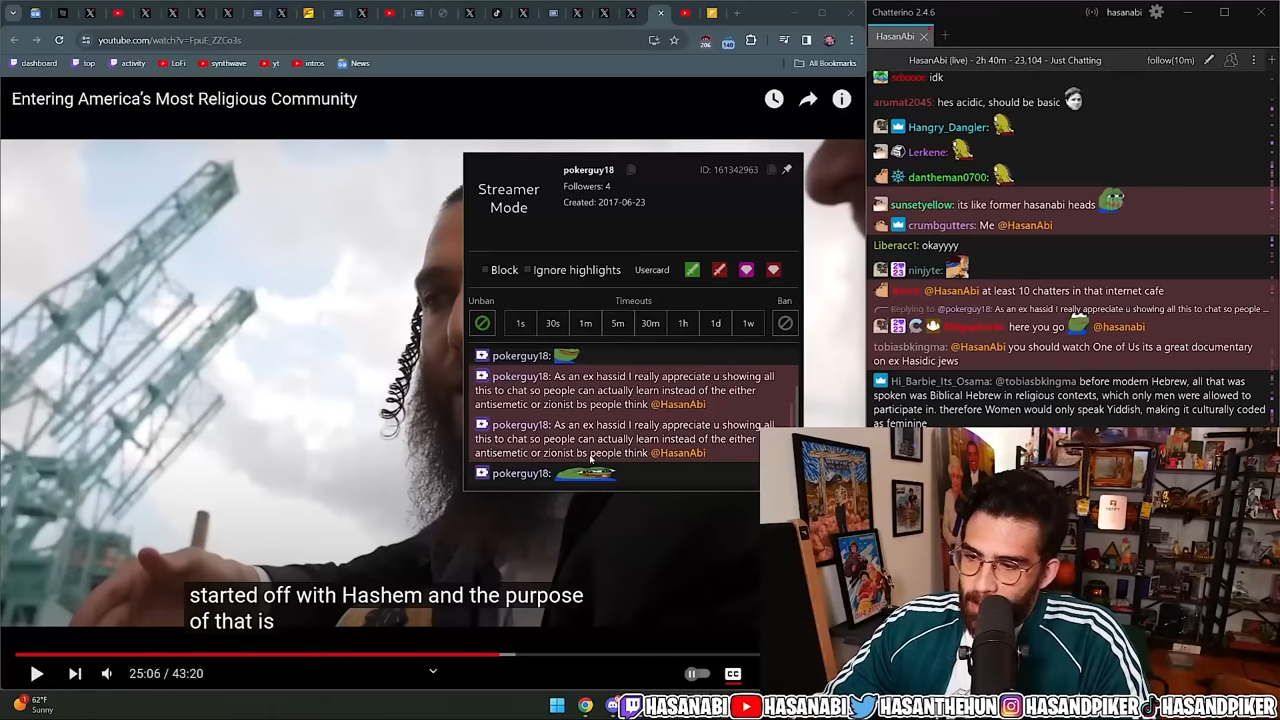 youtube.com/watch?v=FpuE_ZZCo3s
206
140
dashboard
top
activity
LoFi
synthwave
yt
intros
News
All Bookmarks
Entering America's Most Religious Community
Streamer
Mode
pokerguy18
ID: 161342963
Followers: 4
Created: 2017-06-23
Block
Ignore highlights
Usercard
Unban
Timeouts
Ban
1s
30s
1m
5m
30m
1h
1d
1w
pokerguy18:
pokerguy18: As an ex hassid I really appreciate u showing all
this to chat so people can actually learn instead of the either
antisemetic or zionist bs people think @HasanAbi
pokerguy18: As an ex hassid I really appreciate u showing all
this to chat so people can actually learn instead of the either
antisemetic or zionist bs people think @HasanAbi
pokerguy18:
started off with Hashem and the purpose
of that is
25:06 / 43:20
CC
62°F
Sunny
Chatterino 2.4.6
hasanabi
HasanAbi
HasanAbi (live) - 2h 40m - 23,104 - Just Chatting
follow(10m)
idk
arumat2045: hes acidic, should be basic
Hangry_Dangler:
Lerkene:
dantheman0700:
sunsetyellow: its like former hasanabi heads
crumbgutters: Me @HasanAbi
Liberacc1: okayyyy
ninjyte:
@HasanAbi at least 10 chatters in that internet cafe
Replying to @pokerguy18: As an ex hassid I really appreciate u showing all this to chat so people ...
here you go @hasanabi
tobiasbkingma: @HasanAbi you should watch One of Us its a great documentary
on ex Hasidic jews
Hi_Barbie_Its_Osama: @tobiasbkingma before modern Hebrew, all that was
spoken was Biblical Hebrew in religious contexts, which only men were allowed to
participate in. therefore Women would only speak Yiddish, making it culturally coded
as feminine
HASANABI HASANABI HASANTHEHUN HASANDPIKER HASANDPIKER